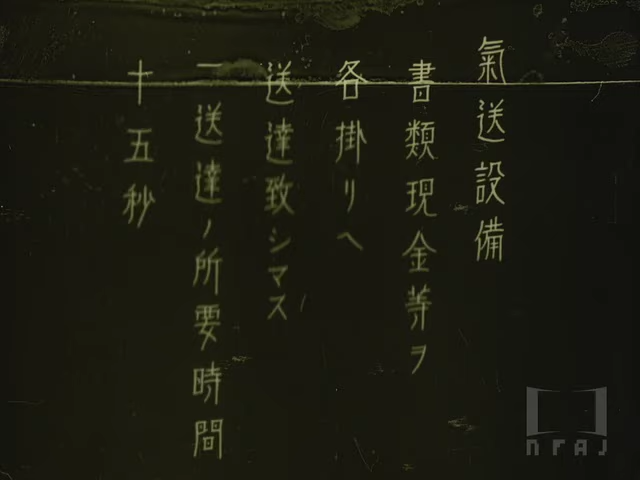 氣送設備
書類現金等ヲ
各掛リヘ
送達致シマス
一送達ノ所要時間
十五秒
NFAJ